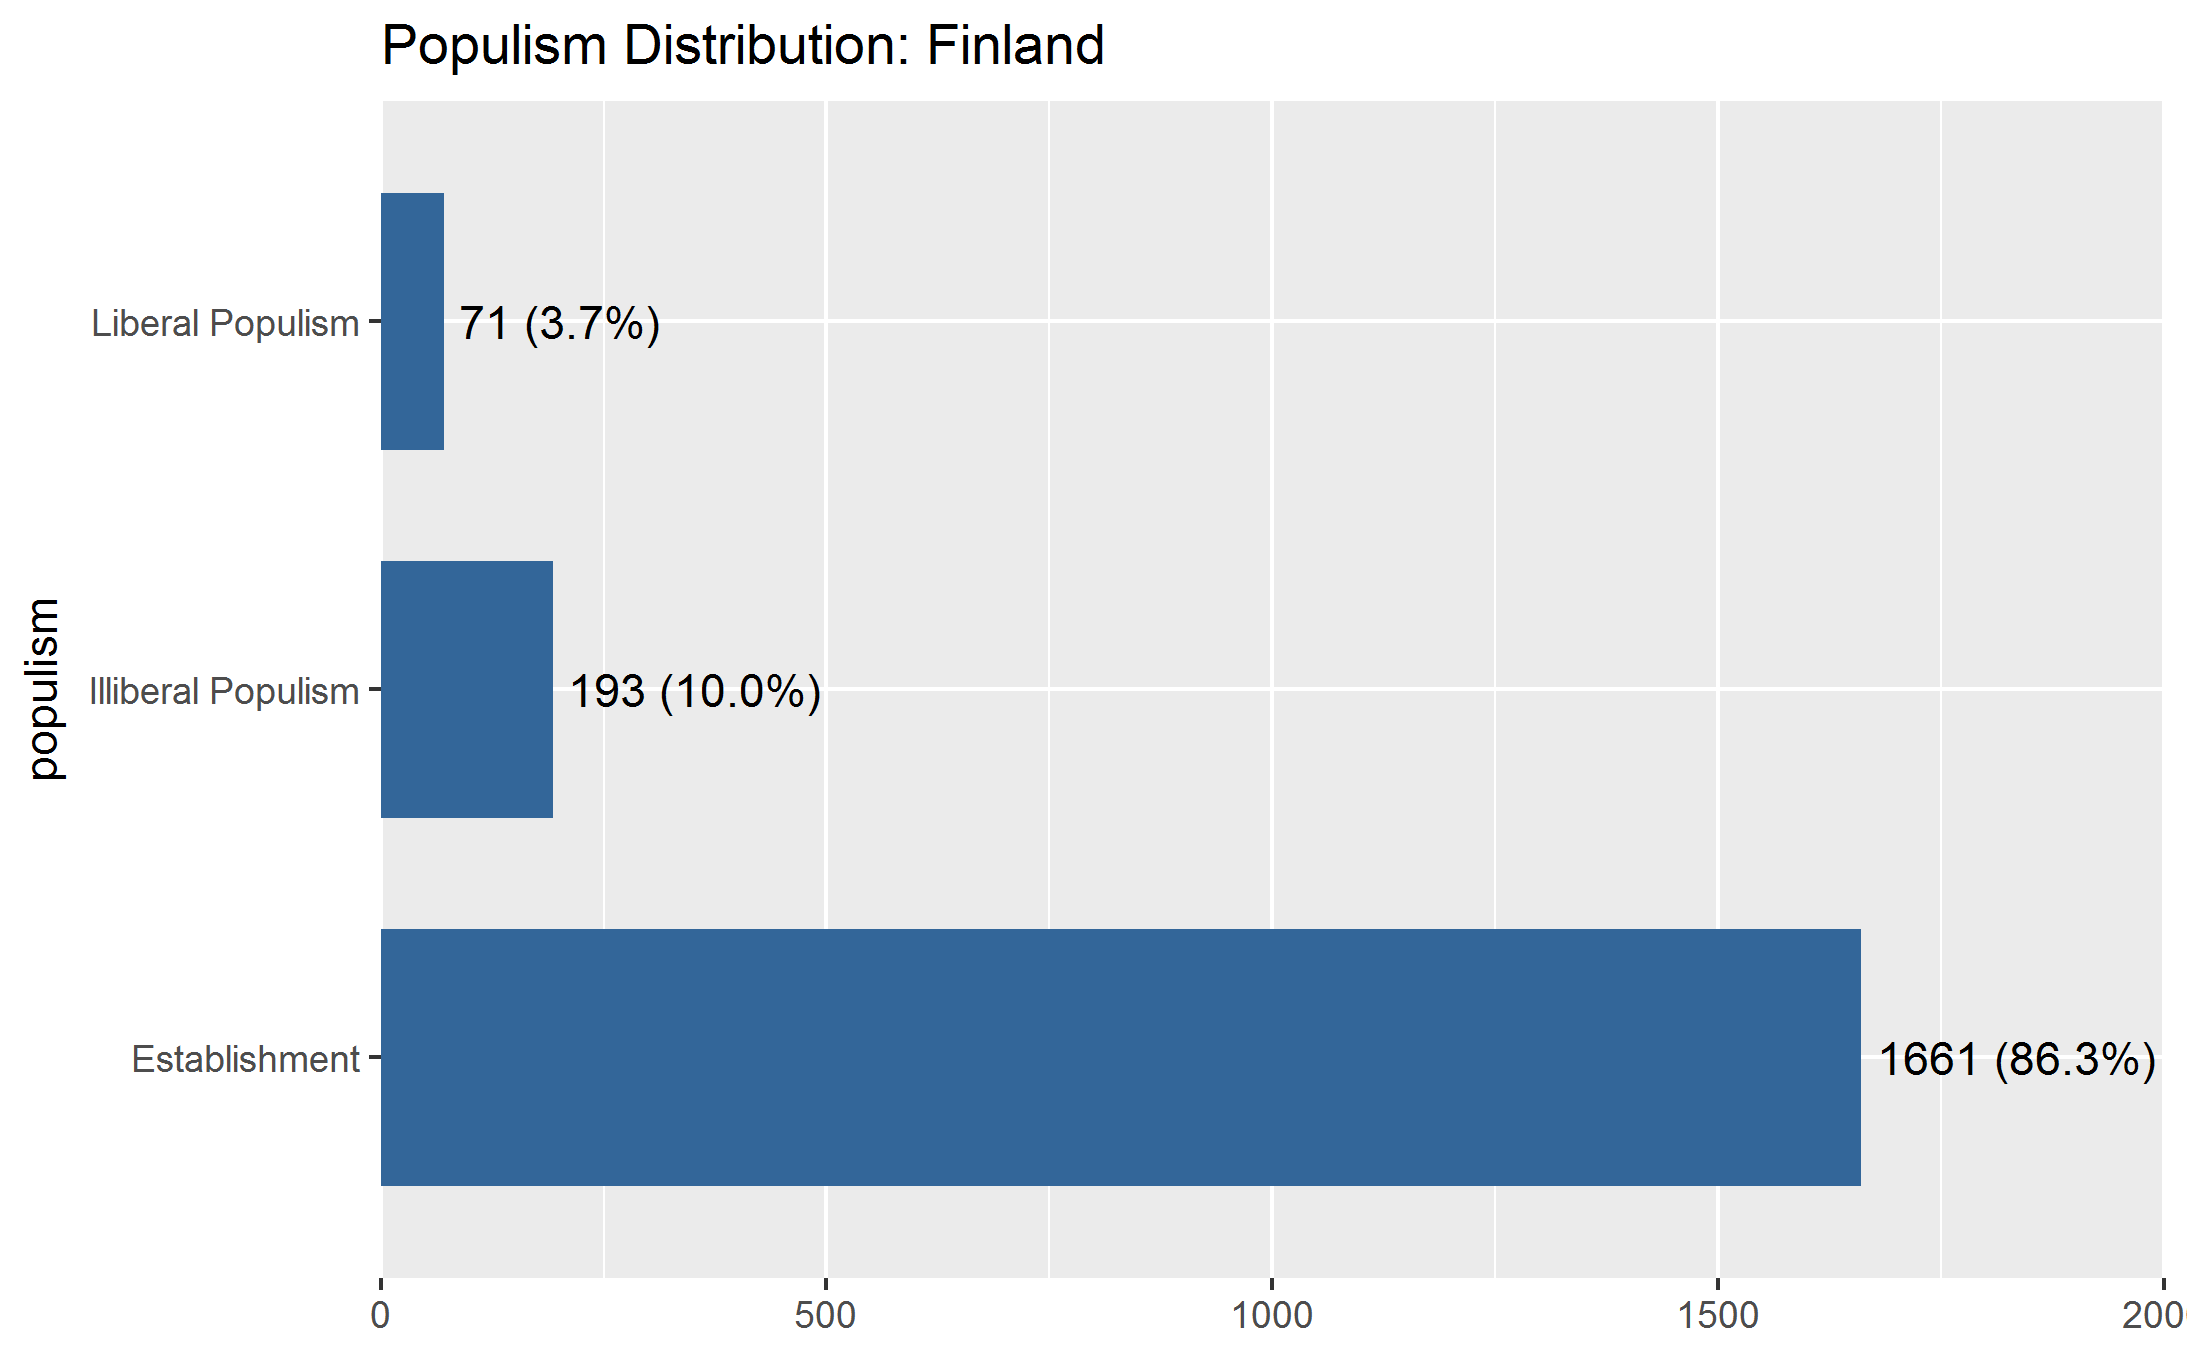 Populism Distribution: Finland
populism
Liberal Populism
71 (3.7%)
Illiberal Populism
193 (10.0%)
Establishment
1661 (86.3%)
0 500 1000 1500